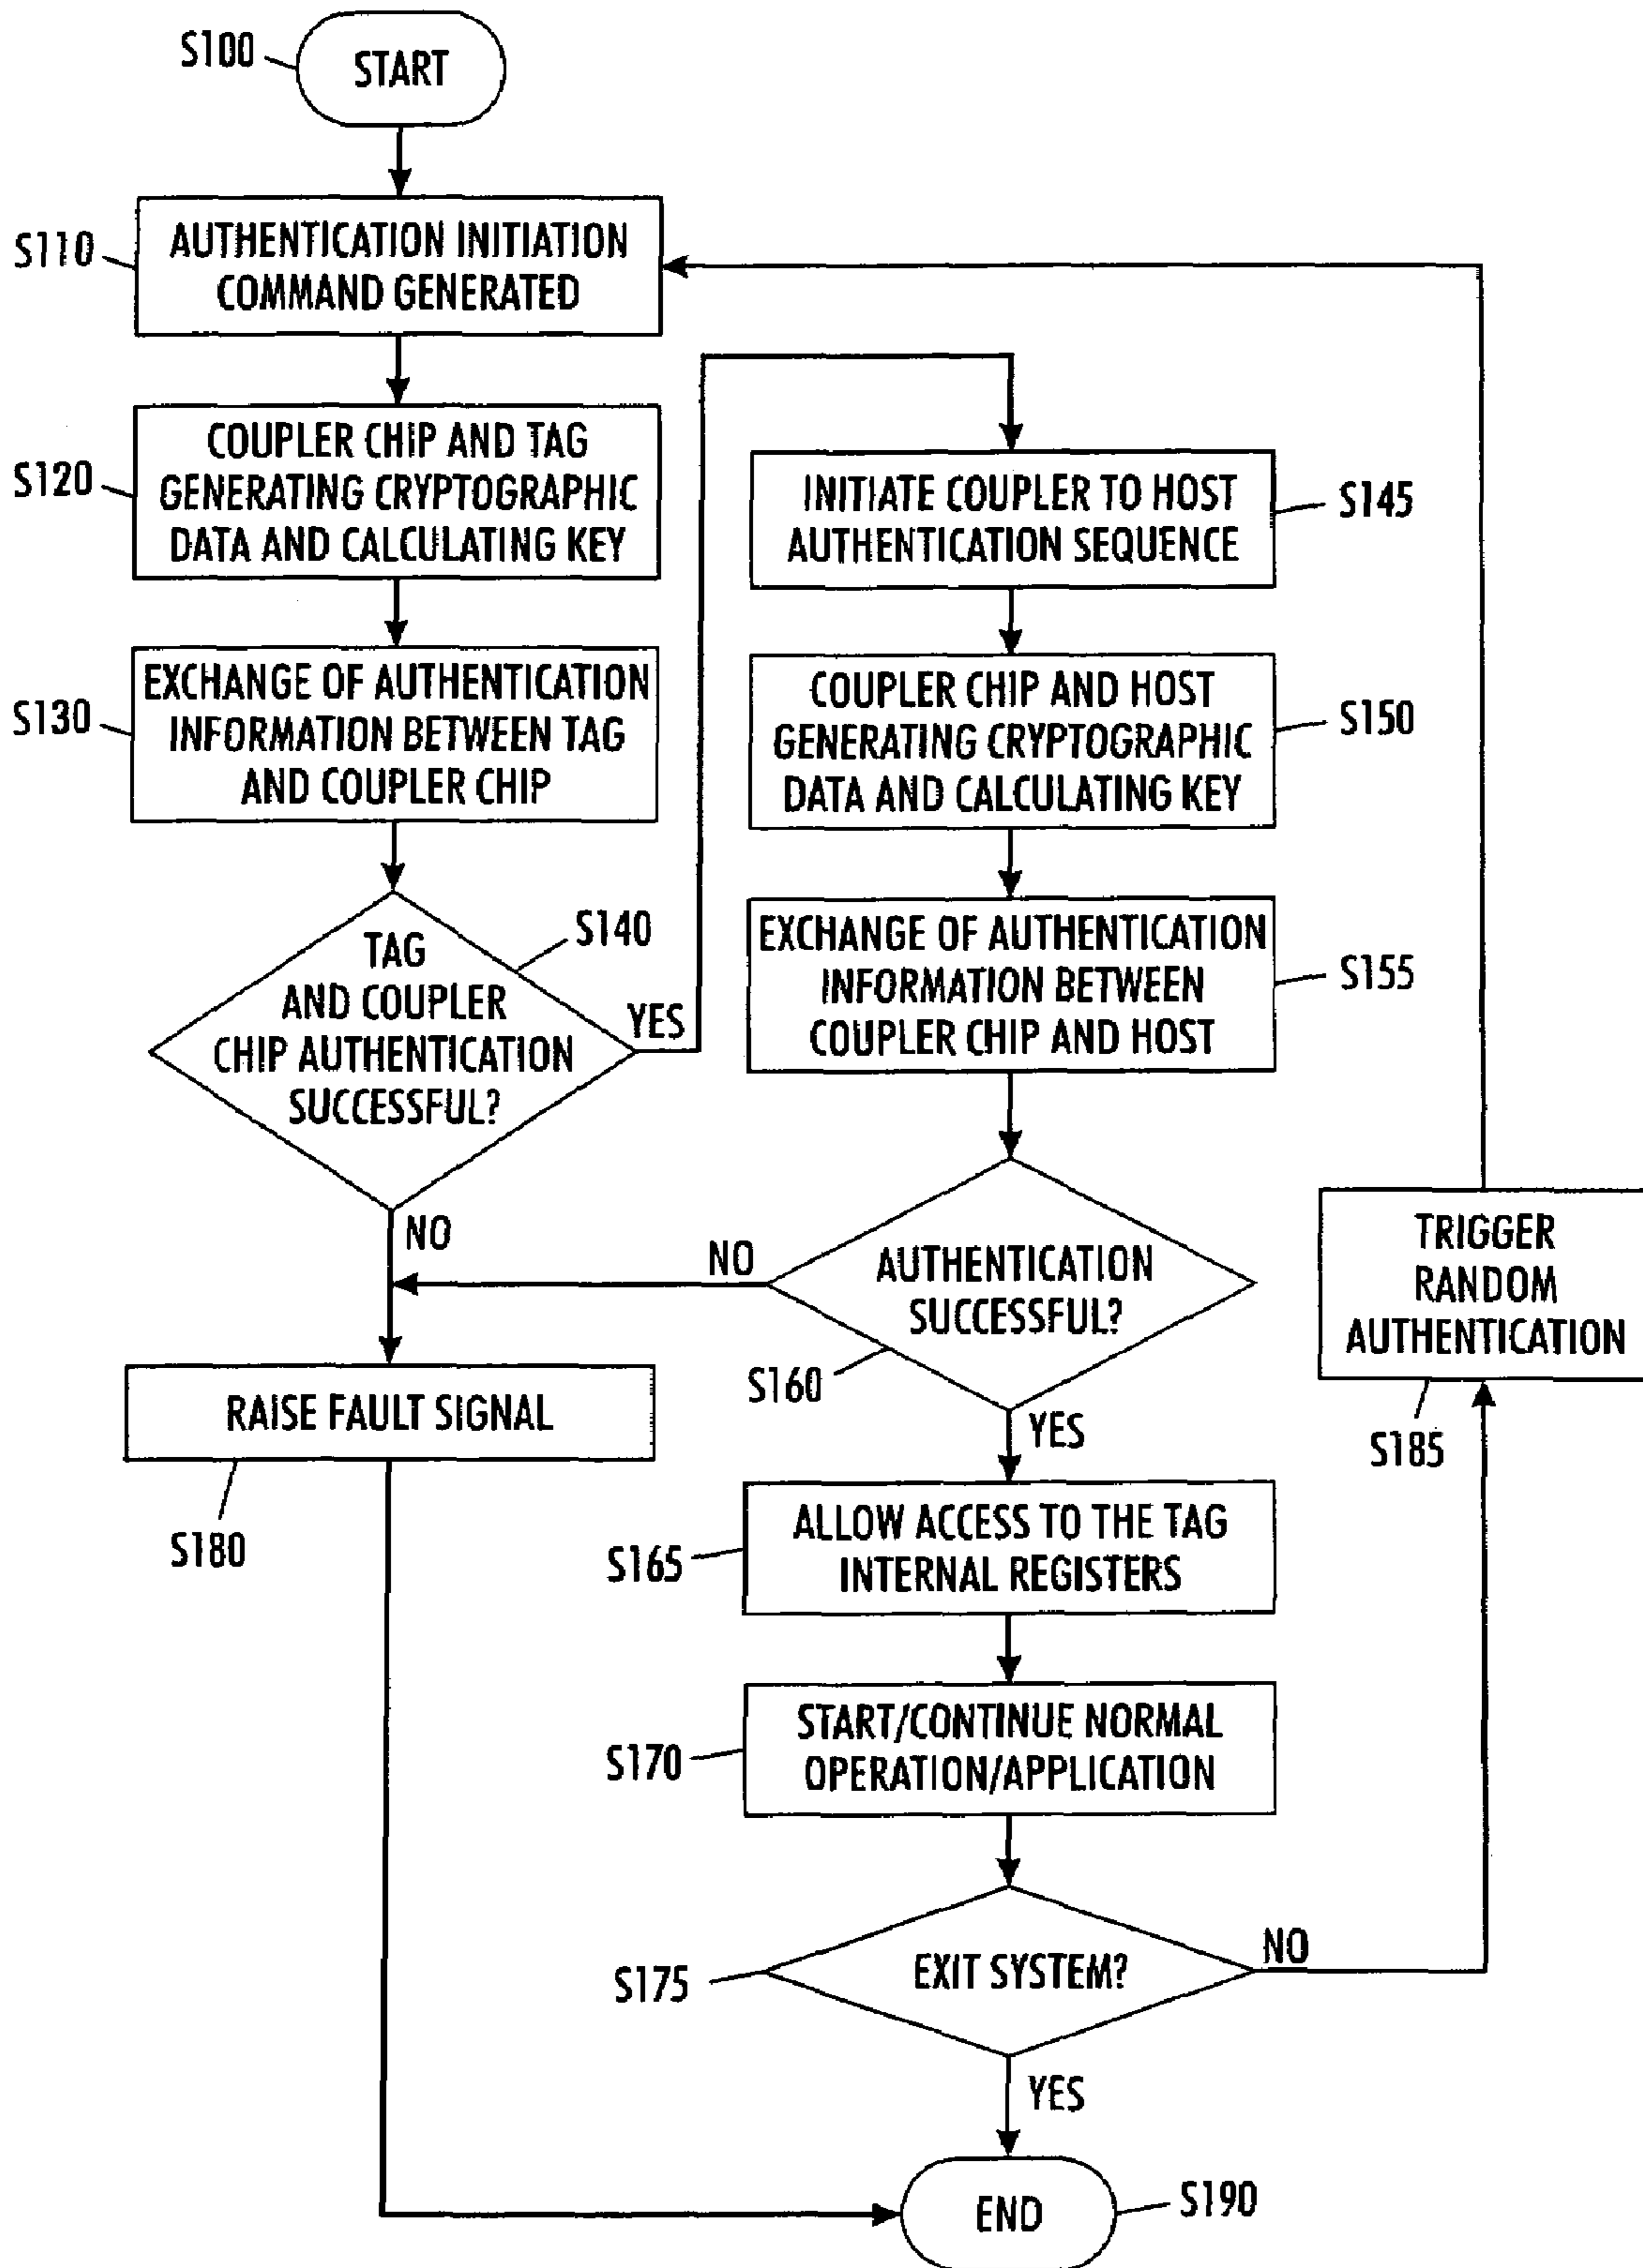 S100
START
S110
AUTHENTICATION INITIATION
COMMAND GENERATED
S120
COUPLER CHIP AND TAG
GENERATING CRYPTOGRAPHIC
DATA AND CALCULATING KEY
S130
EXCHANGE OF AUTHENTICATION
INFORMATION BETWEEN TAG
AND COUPLER CHIP
S140
TAG
AND COUPLER
CHIP AUTHENTICATION
SUCCESSFUL?
YES
NO
INITIATE COUPLER TO HOST
AUTHENTICATION SEQUENCE
S145
COUPLER CHIP AND HOST
GENERATING CRYPTOGRAPHIC
DATA AND CALCULATING KEY
S150
EXCHANGE OF AUTHENTICATION
INFORMATION BETWEEN
COUPLER CHIP AND HOST
S155
AUTHENTICATION
SUCCESSFUL?
NO
S160
YES
RAISE FAULT SIGNAL
S180
TRIGGER
RANDOM
AUTHENTICATION
S185
ALLOW ACCESS TO THE TAG
INTERNAL REGISTERS
S165
START/CONTINUE NORMAL
OPERATION/APPLICATION
S170
EXIT SYSTEM?
S175
NO
YES
END
S190